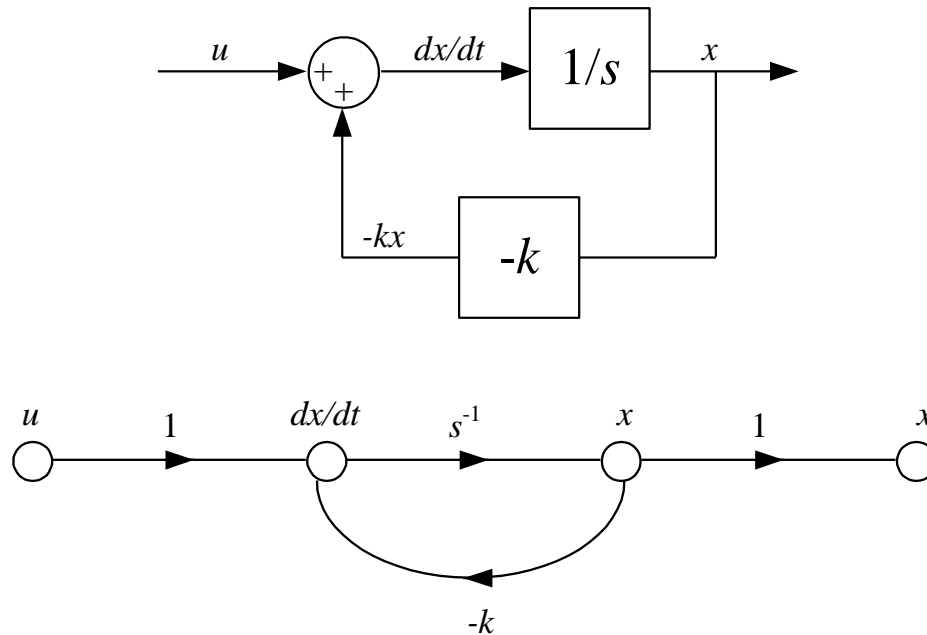 u dx/dt 1/s x
+
+
-kx -k
u 1 dx/dt s⁻¹ x 1 x
-k